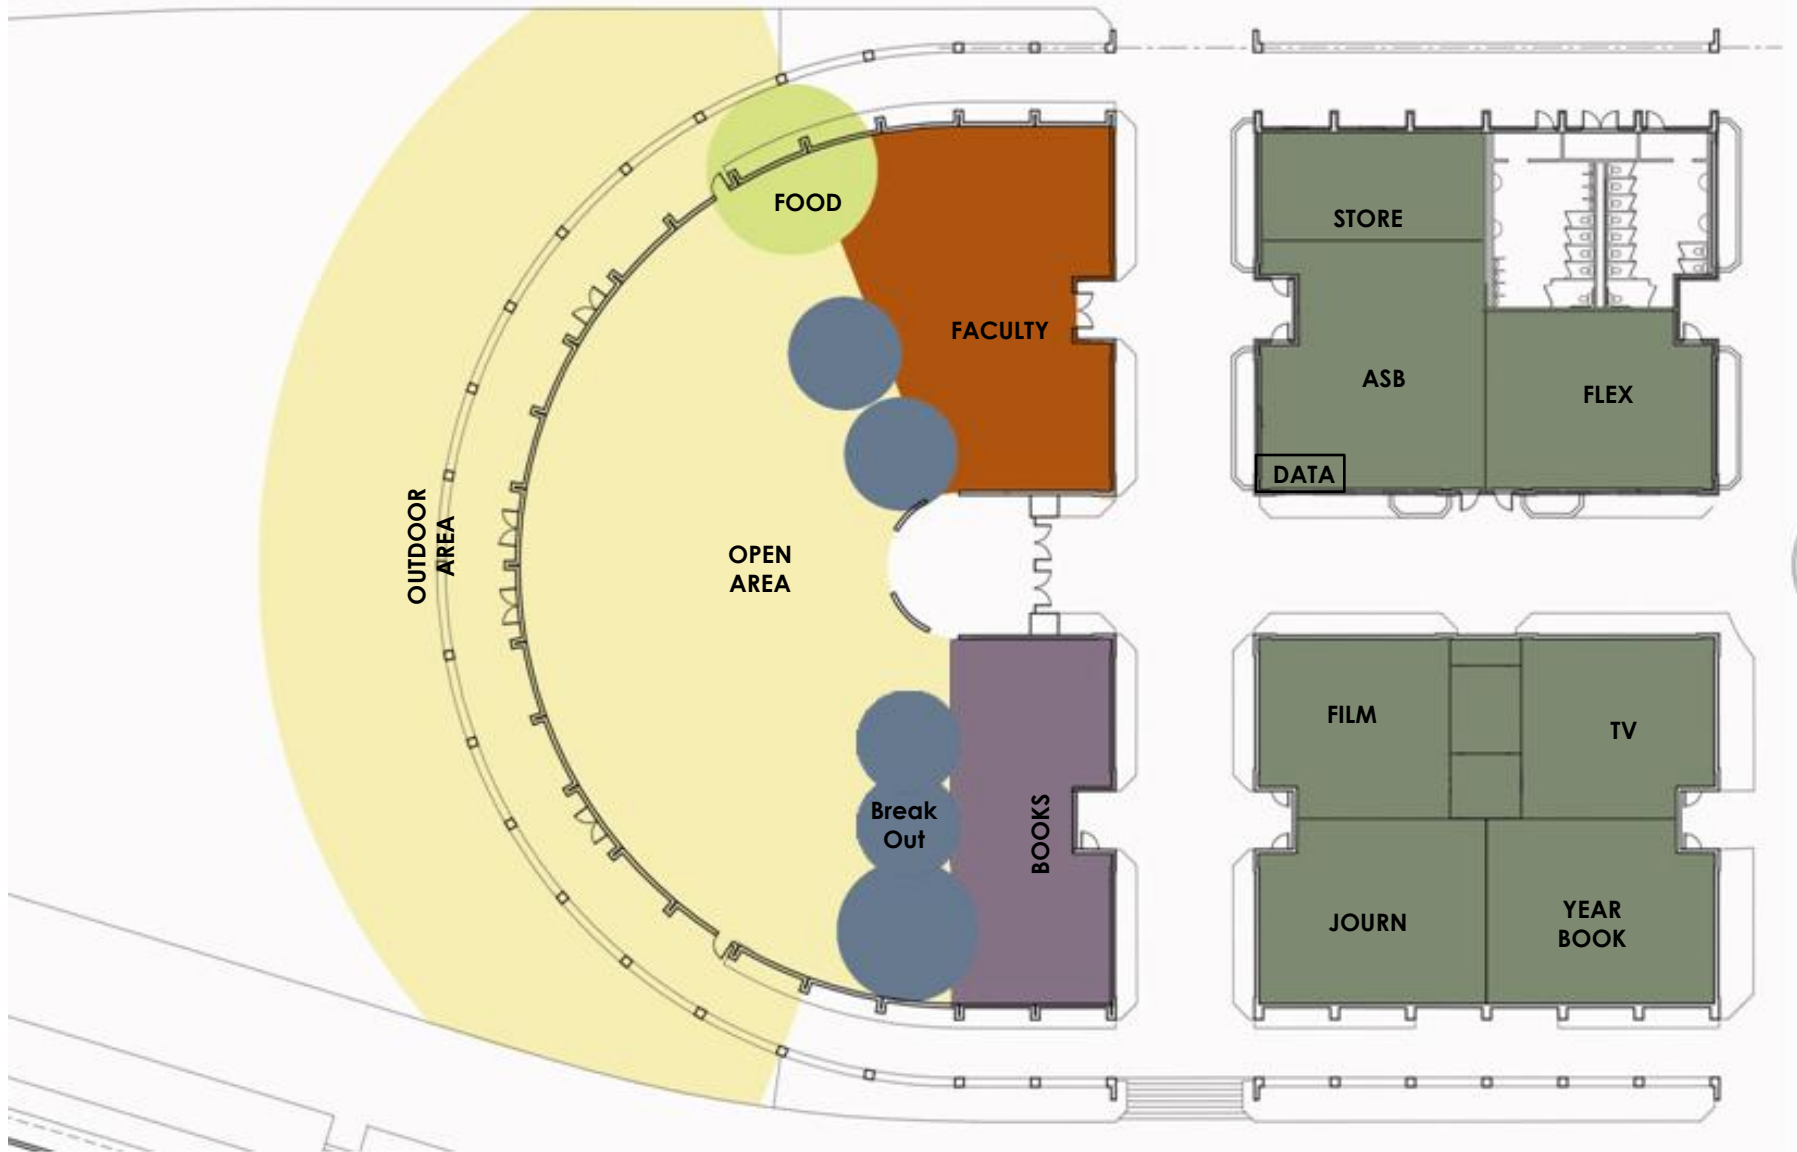 FOOD
STORE
FACULTY
ASB
FLEX
DATA
OUTDOOR
AREA
OPEN
AREA
FILM
TV
Break
Out
BOOKS
JOURN
YEAR
BOOK